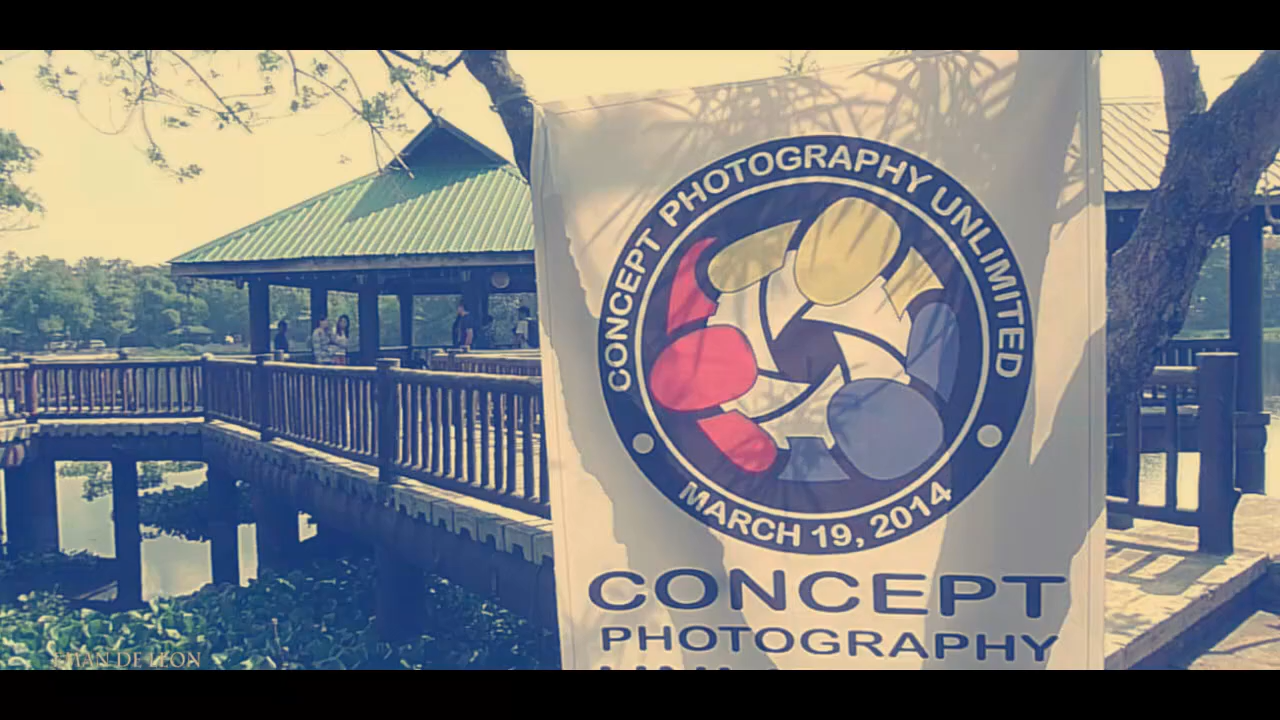 CONCEPT PHOTOGRAPHY UNLIMITED
MARCH 19, 2014
CONCEPT
PHOTOGRAPHY